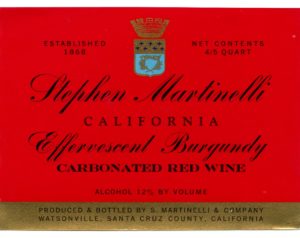 ESTABLISHED
1868
NET CONTENTS
4/5 QUART
Stephen Martinelli
CALIFORNIA
Effervescent Burgundy
CARBONATED RED WINE
ALCOHOL 12% BY VOLUME
PRODUCED & BOTTLED BY S. MARTINELLI & COMPANY
WATSONVILLE, SANTA CRUZ COUNTY, CALIFORNIA